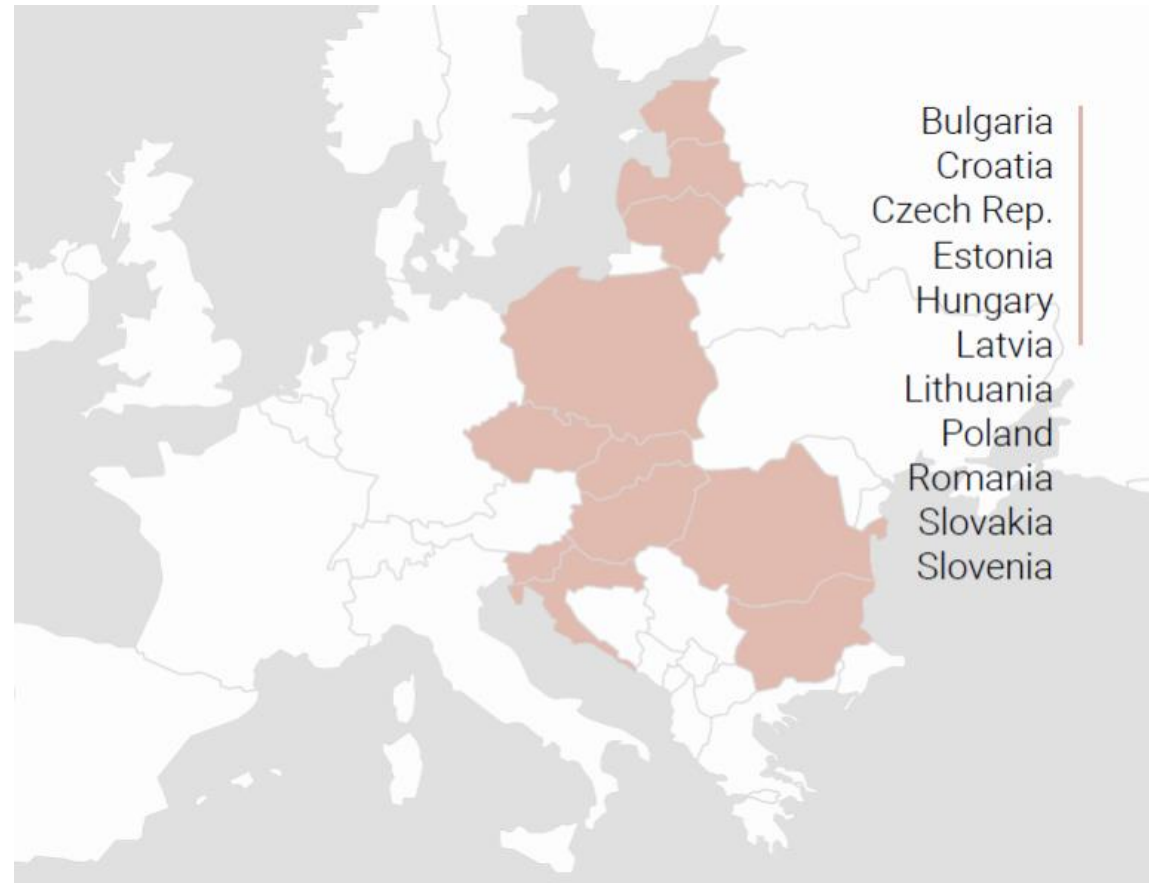 Bulgaria
Croatia
Czech Rep.
Estonia
Hungary
Latvia
Lithuania
Poland
Romania
Slovakia
Slovenia